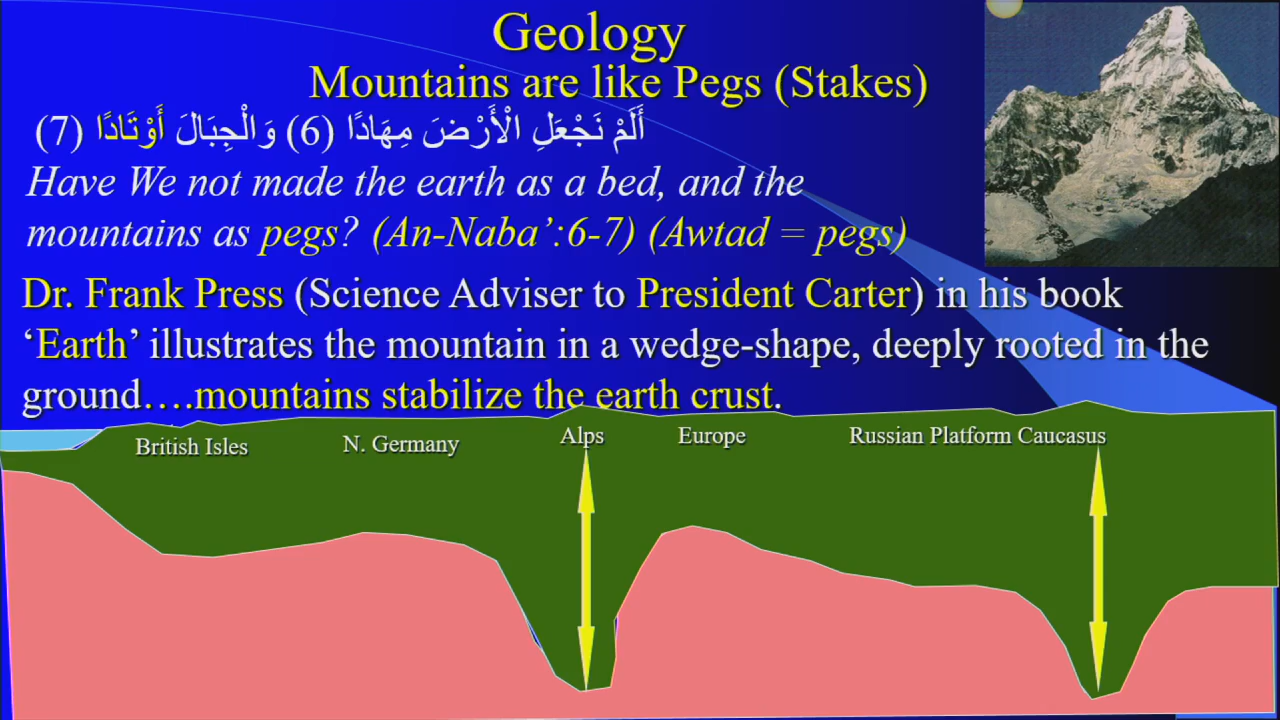 Geology
Mountains are like Pegs (Stakes)
أَلَمْ نَجْعَلِ الْأَرْضَ مِهَادًا (6) وَالْجِبَالَ أَوْتَادًا (7)
Have We not made the earth as a bed, and the
mountains as pegs? (An-Naba’:6-7) (Awtad = pegs)
Dr. Frank Press (Science Adviser to President Carter) in his book
‘Earth’ illustrates the mountain in a wedge-shape, deeply rooted in the
ground….mountains stabilize the earth crust.
British Isles N. Germany Alps Europe Russian Platform Caucasus